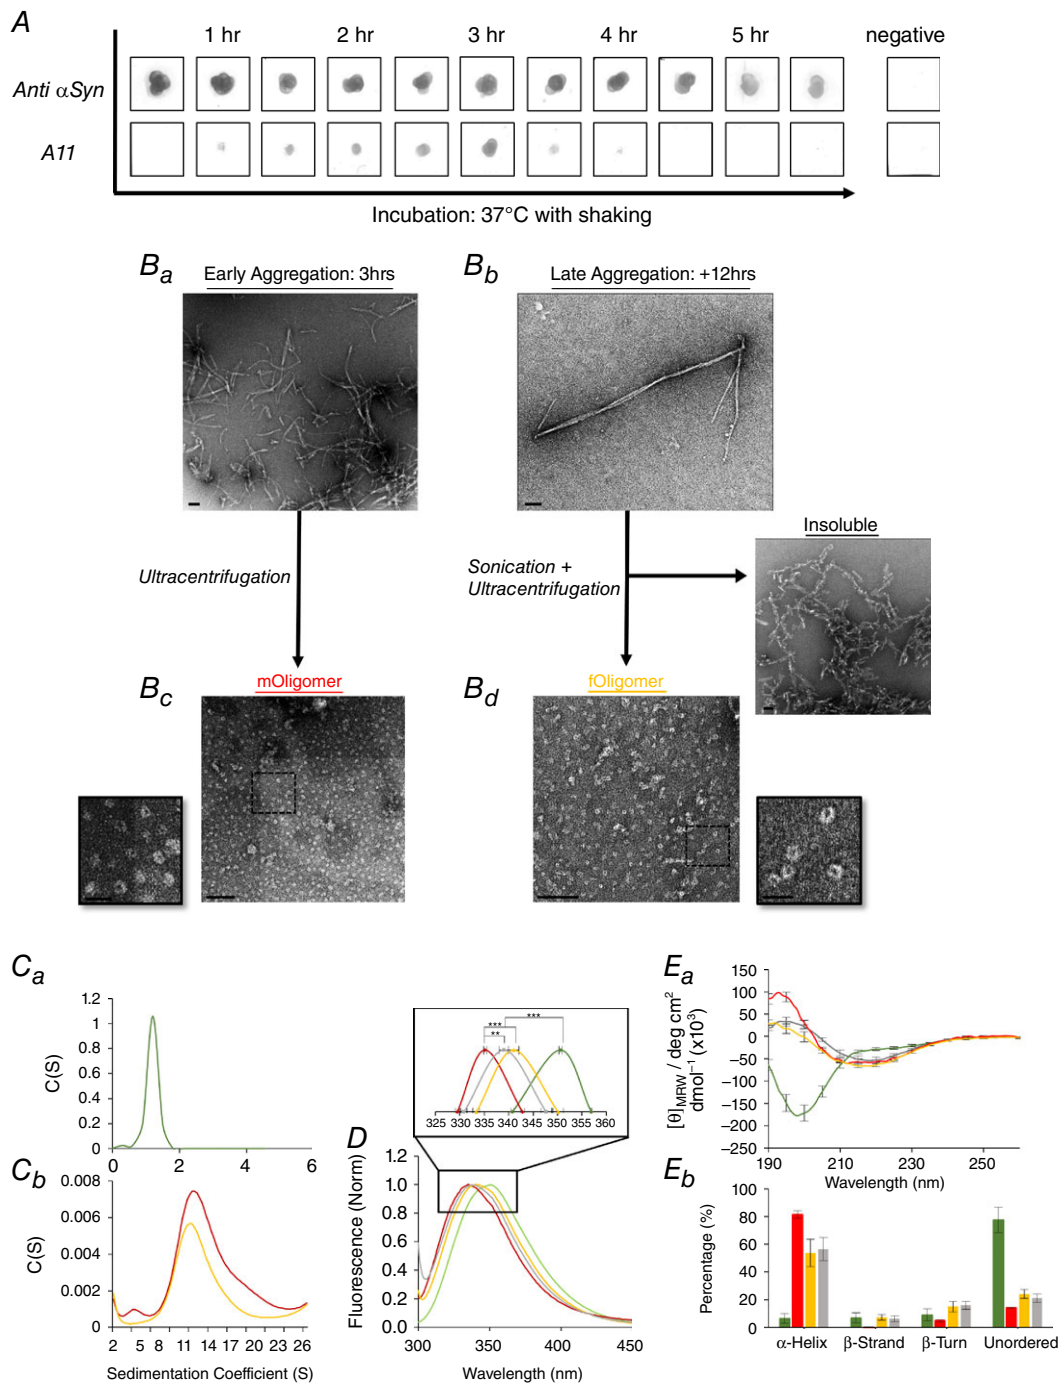 A
1 hr 2 hr 3 hr 4 hr 5 hr negative
Anti αSyn
A11
Incubation: 37°C with shaking
Ba Early Aggregation: 3hrs
Bb Late Aggregation: +12hrs
Insoluble
Ultracentrifugation
Sonication +
Ultracentrifugation
Bc mOligomer
Bd fOligomer
Ca
C(S)
1.2
1
0.8
0.6
0.4
0.2
0
0 2 4 6
Cb
C(S)
0.008
0.006
0.004
0.002
0
2 5 8 11 14 17 20 23 26
Sedimentation Coefficient (S)
D
*** ***
**
325 330 335 340 345 350 355 360
Fluorescence (Norm)
1.2
1.0
0.8
0.6
0.4
0.2
0.0
300 350 400 450
Wavelength (nm)
Ea
[θ]MRW / deg cm2
dmol−1 (x103)
150
100
50
0
−50
−100
−150
−200
−250
190 210 230 250
Wavelength (nm)
Eb
Percentage (%)
80
60
40
20
0
α-Helix β-Strand β-Turn Unordered